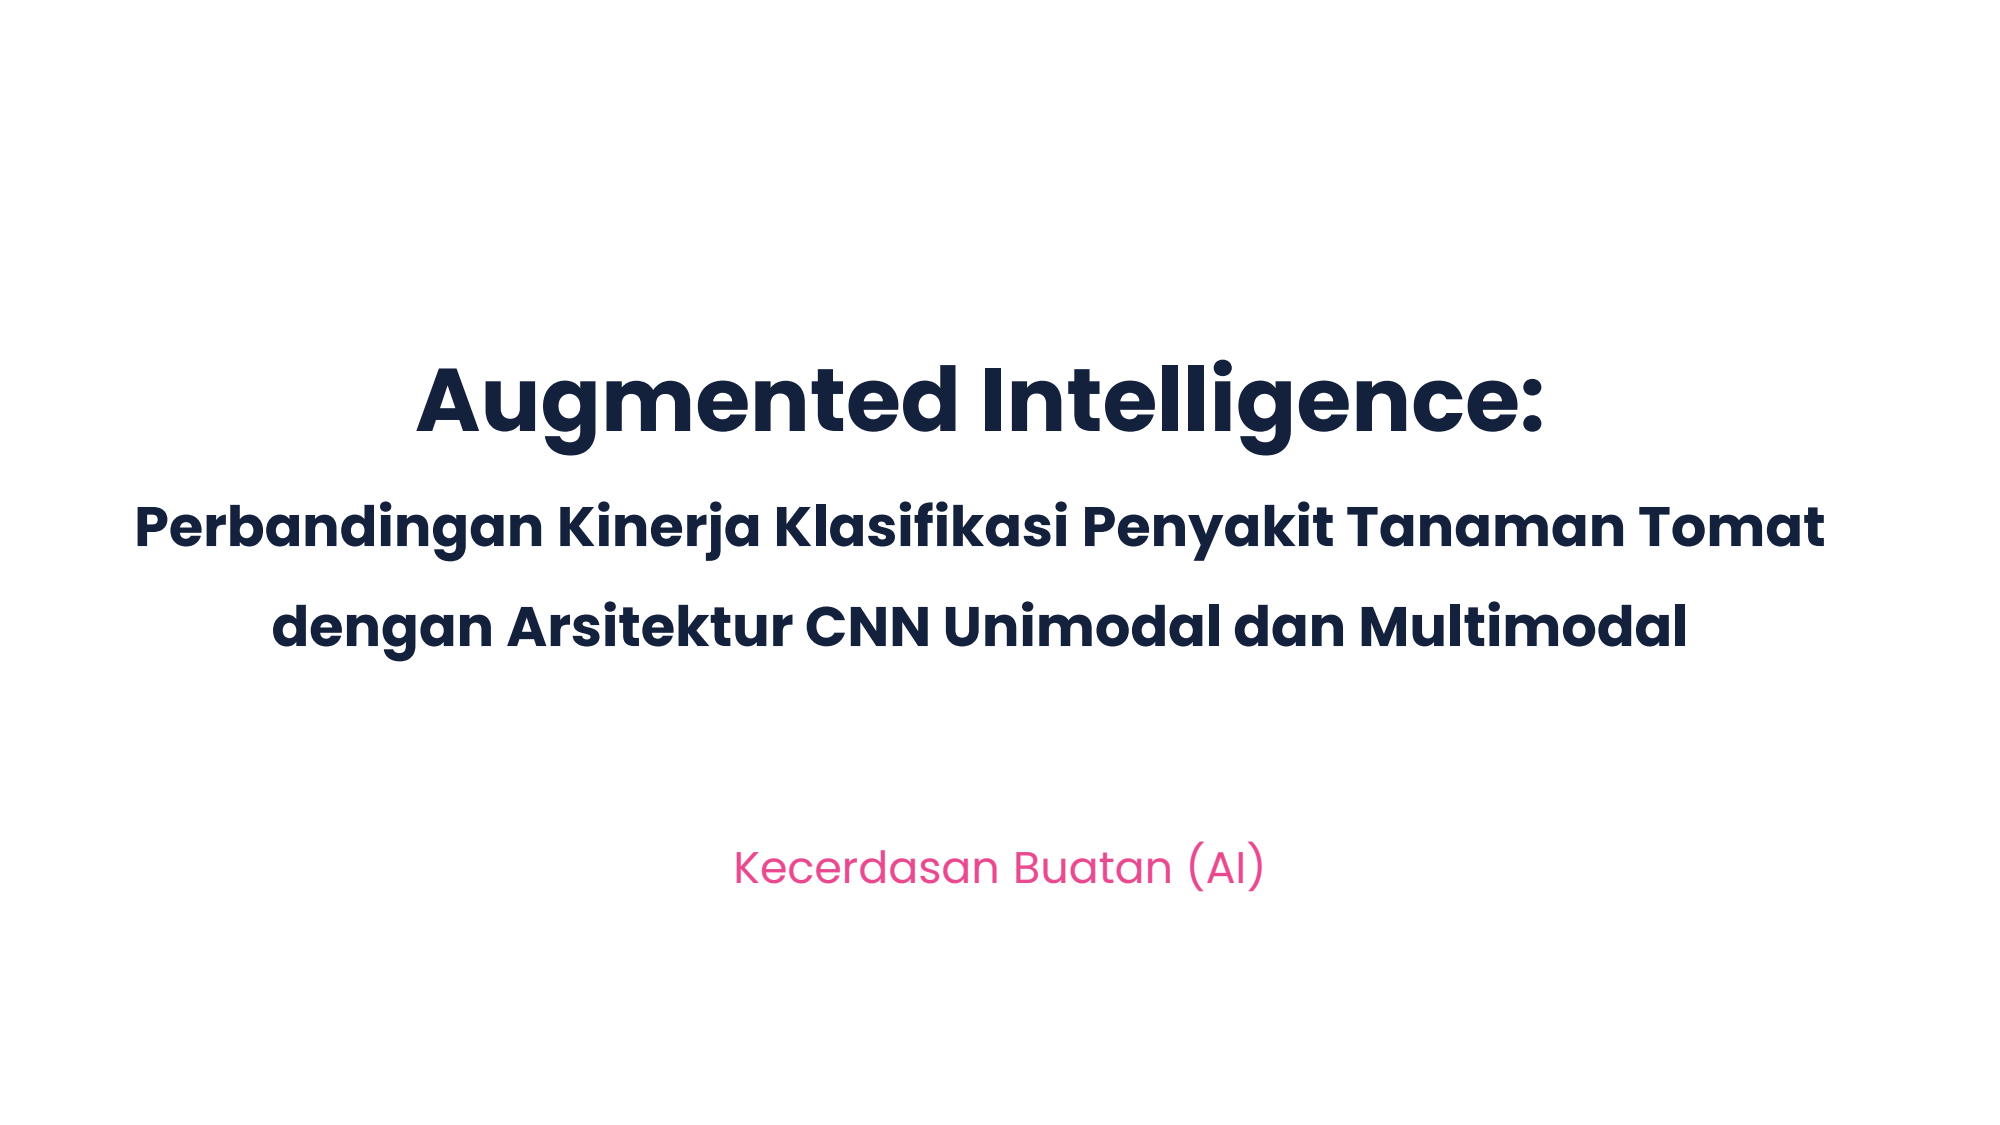 Augmented Intelligence:
Perbandingan Kinerja Klasifikasi Penyakit Tanaman Tomat
dengan Arsitektur CNN Unimodal dan Multimodal
Kecerdasan Buatan (AI)